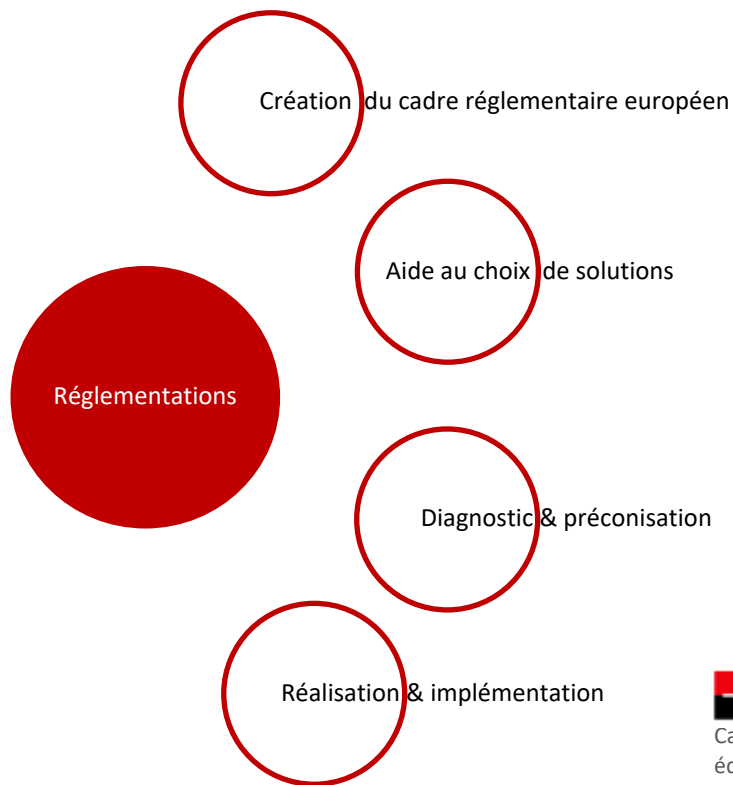 Création du cadre réglementaire européen
Aide au choix de solutions
Réglementations
Diagnostic & préconisation
Réalisation & implémentation